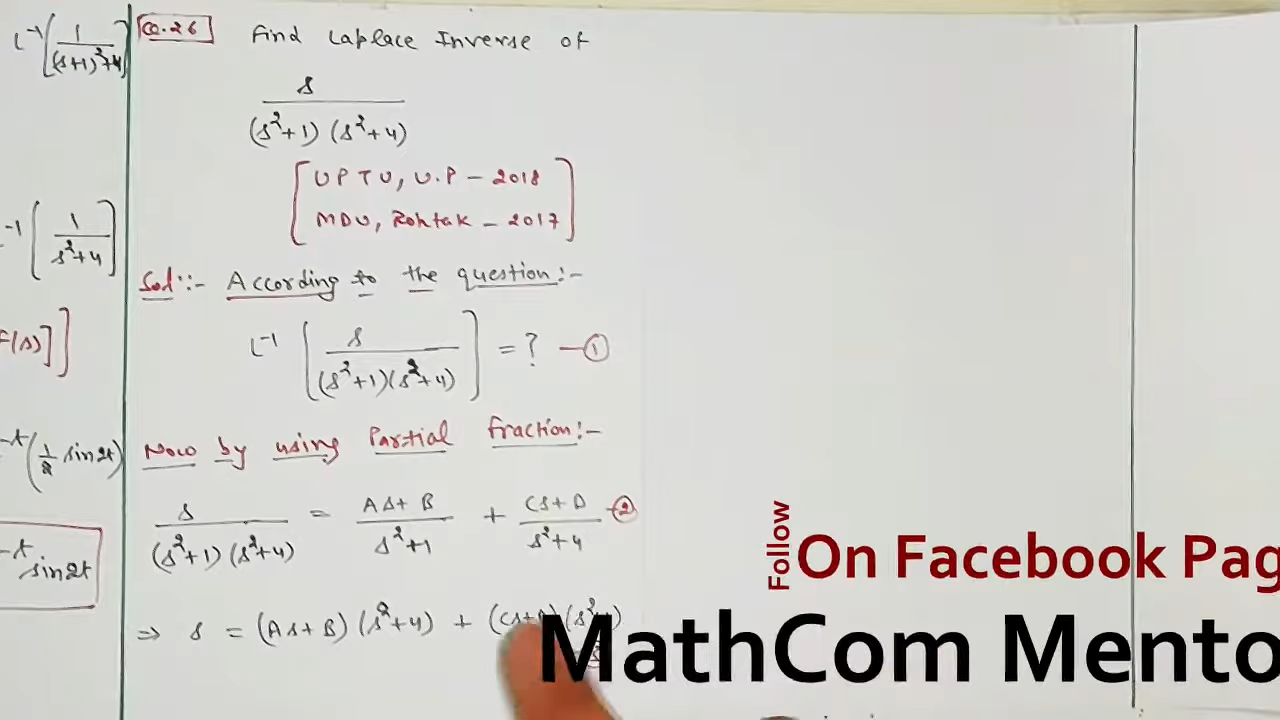 L⁻¹[1/((s+1)²+4)]
⁻¹[1/(s²+4)]
F(s)]]
⁻ᵗ(1/2 sin2t)
⁻ᵗ sin2t
Q.26 Find Laplace Inverse of
s/((s²+1)(s²+4))
[UPTU, U.P - 2018
MDU, Rohtak - 2017]
Sol::- According to the question:-
L⁻¹[s/((s²+1)(s²+4))] = ? —①
Now by using Partial fraction:-
s/((s²+1)(s²+4)) = (As+B)/(s²+1) + (Cs+D)/(s²+4) —②
⇒ s = (As+B)(s²+4) +
Follow
On Facebook Pag
MathCom Mento